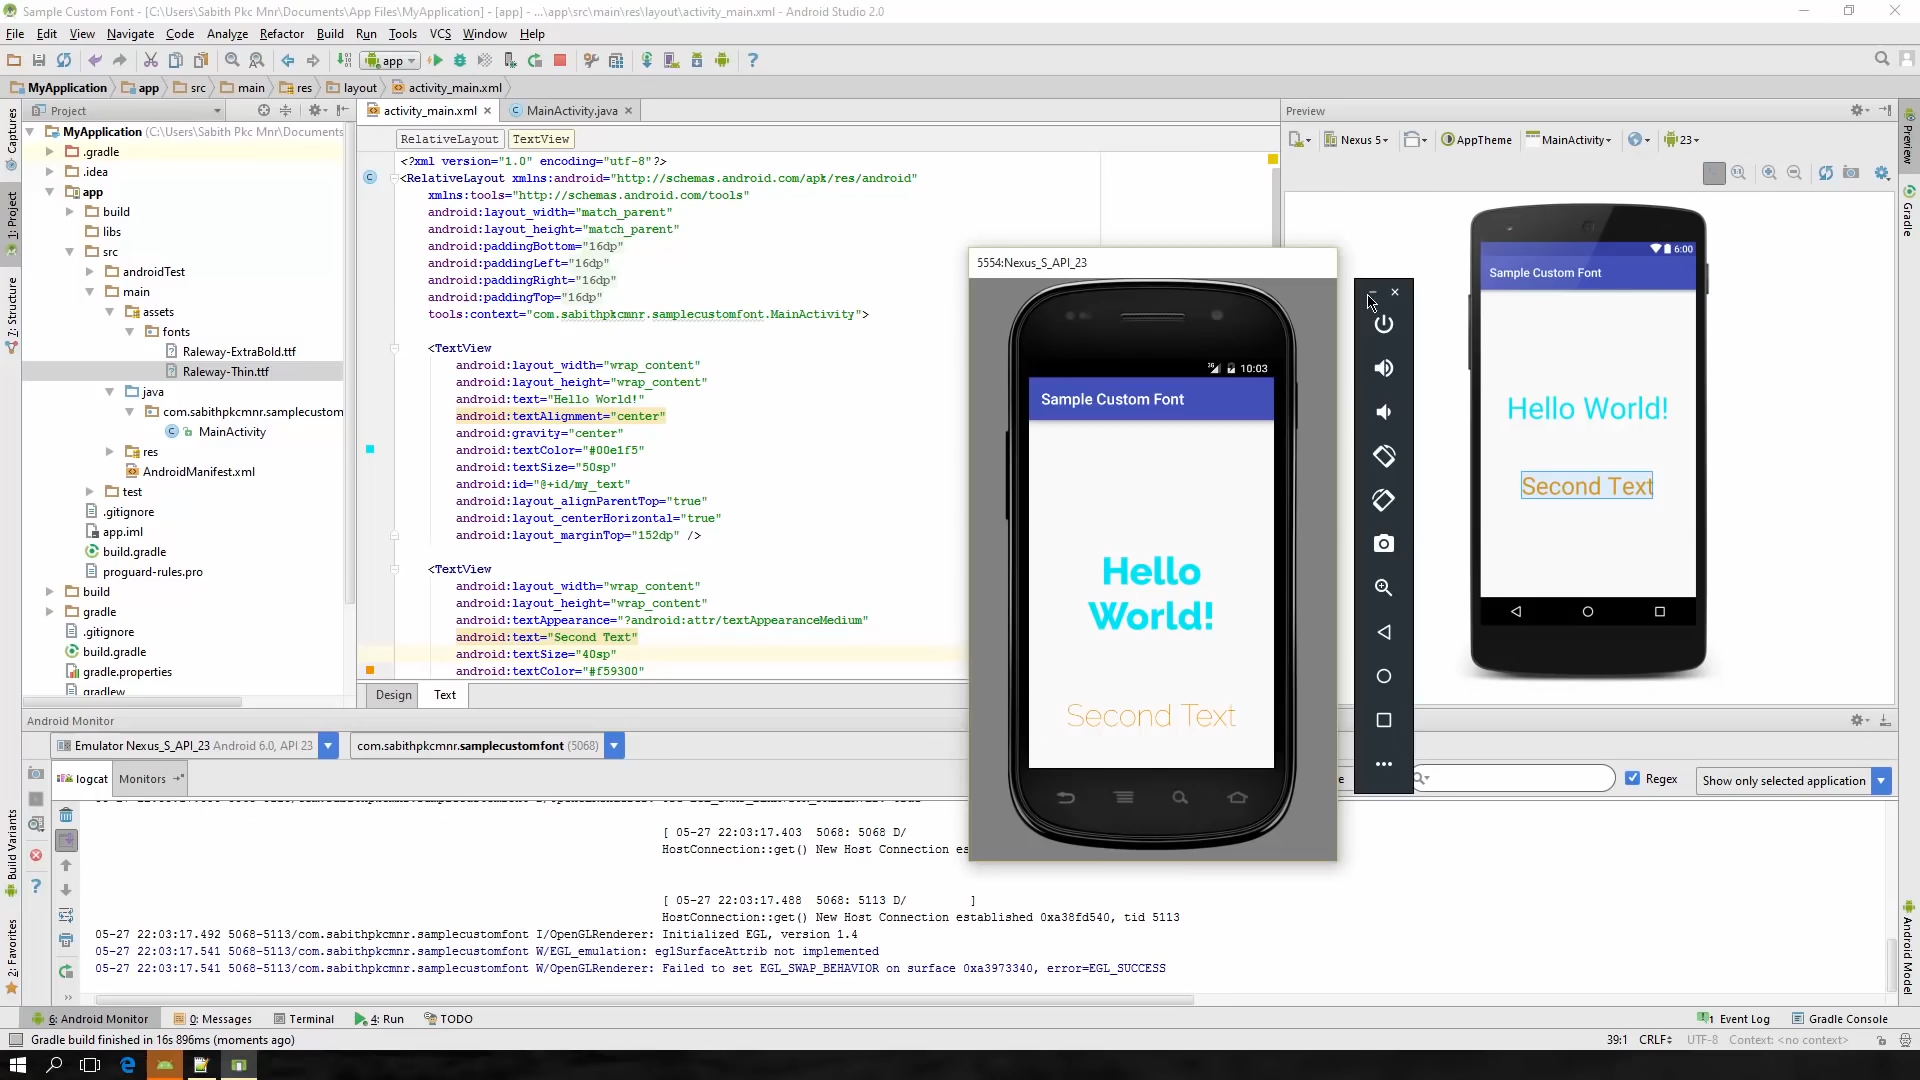 Sample Custom Font - [C:\Users\Sabith Pkc Mnr\Documents\App Files\MyApplication] - [app] - ...\app\src\main\res\layout\activity_main.xml - Android Studio 2.0
File Edit View Navigate Code Analyze Refactor Build Run Tools VCS Window Help
app
MyApplication app src main res layout activity_main.xml
Project
activity_main.xml MainActivity.java
Preview
MyApplication (C:\Users\Sabith Pkc Mnr\Documents
.gradle
.idea
app
build
libs
src
androidTest
main
assets
fonts
Raleway-ExtraBold.ttf
Raleway-Thin.ttf
java
com.sabithpkcmnr.samplecustom
MainActivity
res
AndroidManifest.xml
test
.gitignore
app.iml
build.gradle
proguard-rules.pro
build
gradle
.gitignore
build.gradle
gradle.properties
gradlew
Captures
1: Project
7: Structure
Build Variants
2: Favorites
RelativeLayout TextView
<?xml version="1.0" encoding="utf-8"?>
<RelativeLayout xmlns:android="http://schemas.android.com/apk/res/android"
xmlns:tools="http://schemas.android.com/tools"
android:layout_width="match_parent"
android:layout_height="match_parent"
android:paddingBottom="16dp"
android:paddingLeft="16dp"
android:paddingRight="16dp"
android:paddingTop="16dp"
tools:context="com.sabithpkcmnr.samplecustomfont.MainActivity">
<TextView
android:layout_width="wrap_content"
android:layout_height="wrap_content"
android:text="Hello World!"
android:textAlignment="center"
android:gravity="center"
android:textColor="#00e1f5"
android:textSize="50sp"
android:id="@+id/my_text"
android:layout_alignParentTop="true"
android:layout_centerHorizontal="true"
android:layout_marginTop="152dp" />
<TextView
android:layout_width="wrap_content"
android:layout_height="wrap_content"
android:textAppearance="?android:attr/textAppearanceMedium"
android:text="Second Text"
android:textSize="40sp"
android:textColor="#f59300"
Design Text
5554:Nexus_S_API_23
10:03
Sample Custom Font
Hello
World!
Second Text
Nexus 5 AppTheme MainActivity 23
6:00
Sample Custom Font
Hello World!
Second Text
Preview
Gradle
Android Model
Android Monitor
Emulator Nexus_S_API_23 Android 6.0, API 23 com.sabithpkcmnr.samplecustomfont (5068)
logcat Monitors
Regex Show only selected application
[ 05-27 22:03:17.403 5068: 5068 D/
HostConnection::get() New Host Connection es
[ 05-27 22:03:17.488 5068: 5113 D/ ]
HostConnection::get() New Host Connection established 0xa38fd540, tid 5113
05-27 22:03:17.492 5068-5113/com.sabithpkcmnr.samplecustomfont I/OpenGLRenderer: Initialized EGL, version 1.4
05-27 22:03:17.541 5068-5113/com.sabithpkcmnr.samplecustomfont W/EGL_emulation: eglSurfaceAttrib not implemented
05-27 22:03:17.541 5068-5113/com.sabithpkcmnr.samplecustomfont W/OpenGLRenderer: Failed to set EGL_SWAP_BEHAVIOR on surface 0xa3973340, error=EGL_SUCCESS
6: Android Monitor 0: Messages Terminal 4: Run TODO 1 Event Log Gradle Console
Gradle build finished in 16s 896ms (moments ago) 39:1 CRLF UTF-8 Context: <no context>